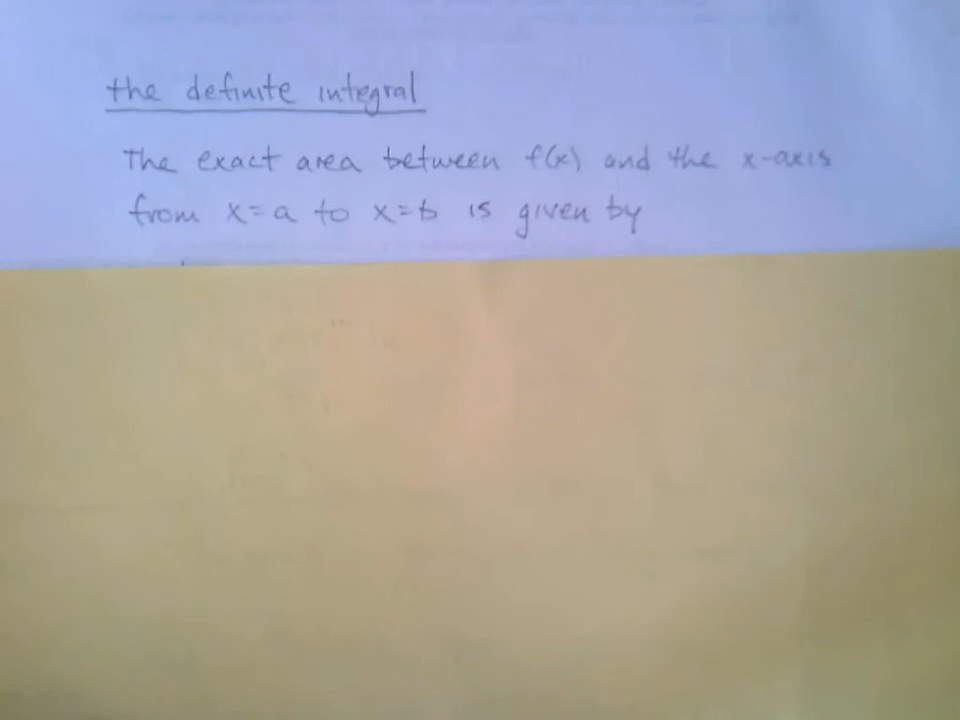 the definite integral
The exact area between f(x) and the x-axis
from x=a to x=b is given by